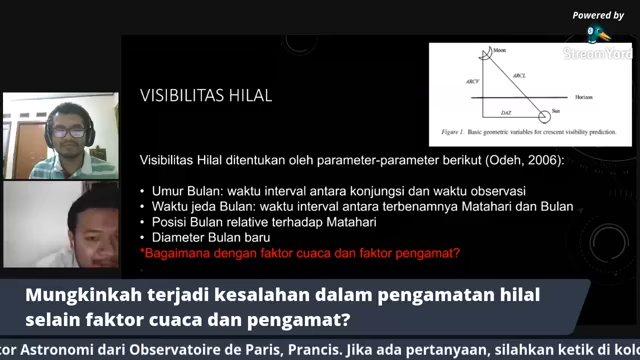 Powered by
StreamYard
VISIBILITAS HILAL
Moon
ARCV
ARCL
Horizon
DAZ
Sun
Figure 1. Basic geometric variables for crescent visibility prediction.
Visibilitas Hilal ditentukan oleh parameter-parameter berikut (Odeh, 2006):
• Umur Bulan: waktu interval antara konjungsi dan waktu observasi
• Waktu jeda Bulan: waktu interval antara terbenamnya Matahari dan Bulan
• Posisi Bulan relative terhadap Matahari
• Diameter Bulan baru
*Bagaimana dengan faktor cuaca dan faktor pengamat?
Mungkinkah terjadi kesalahan dalam pengamatan hilal
selain faktor cuaca dan pengamat?
tor Astronomi dari Observatoire de Paris, Prancis. Jika ada pertanyaan, silahkan ketik di kolo